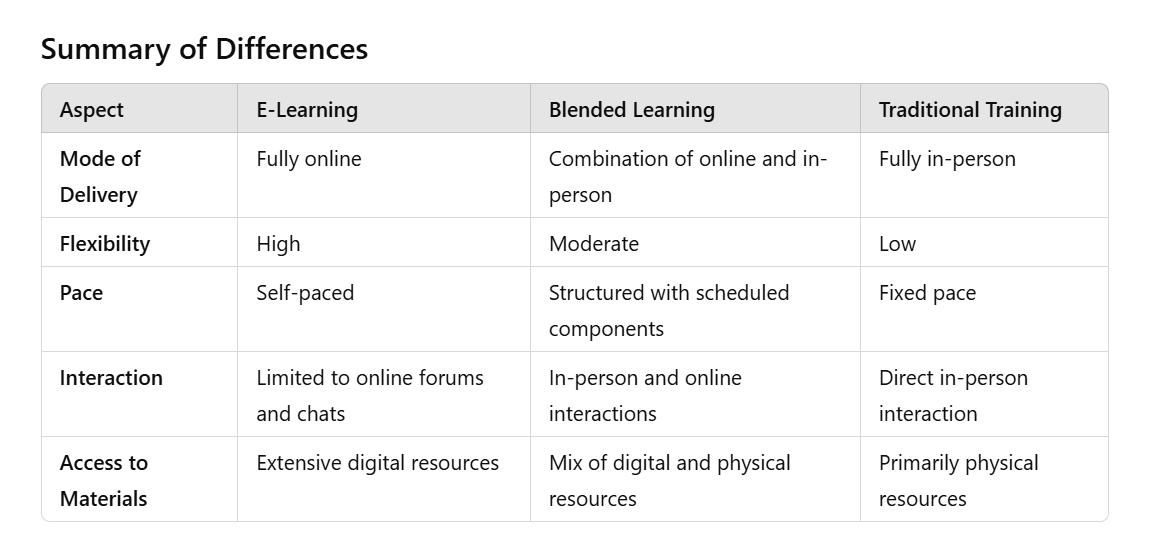 Summary of Differences
Aspect E-Learning Blended Learning Traditional Training
Mode of Delivery Fully online Combination of online and in-person Fully in-person
Flexibility High Moderate Low
Pace Self-paced Structured with scheduled components Fixed pace
Interaction Limited to online forums and chats In-person and online interactions Direct in-person interaction
Access to Materials Extensive digital resources Mix of digital and physical resources Primarily physical resources